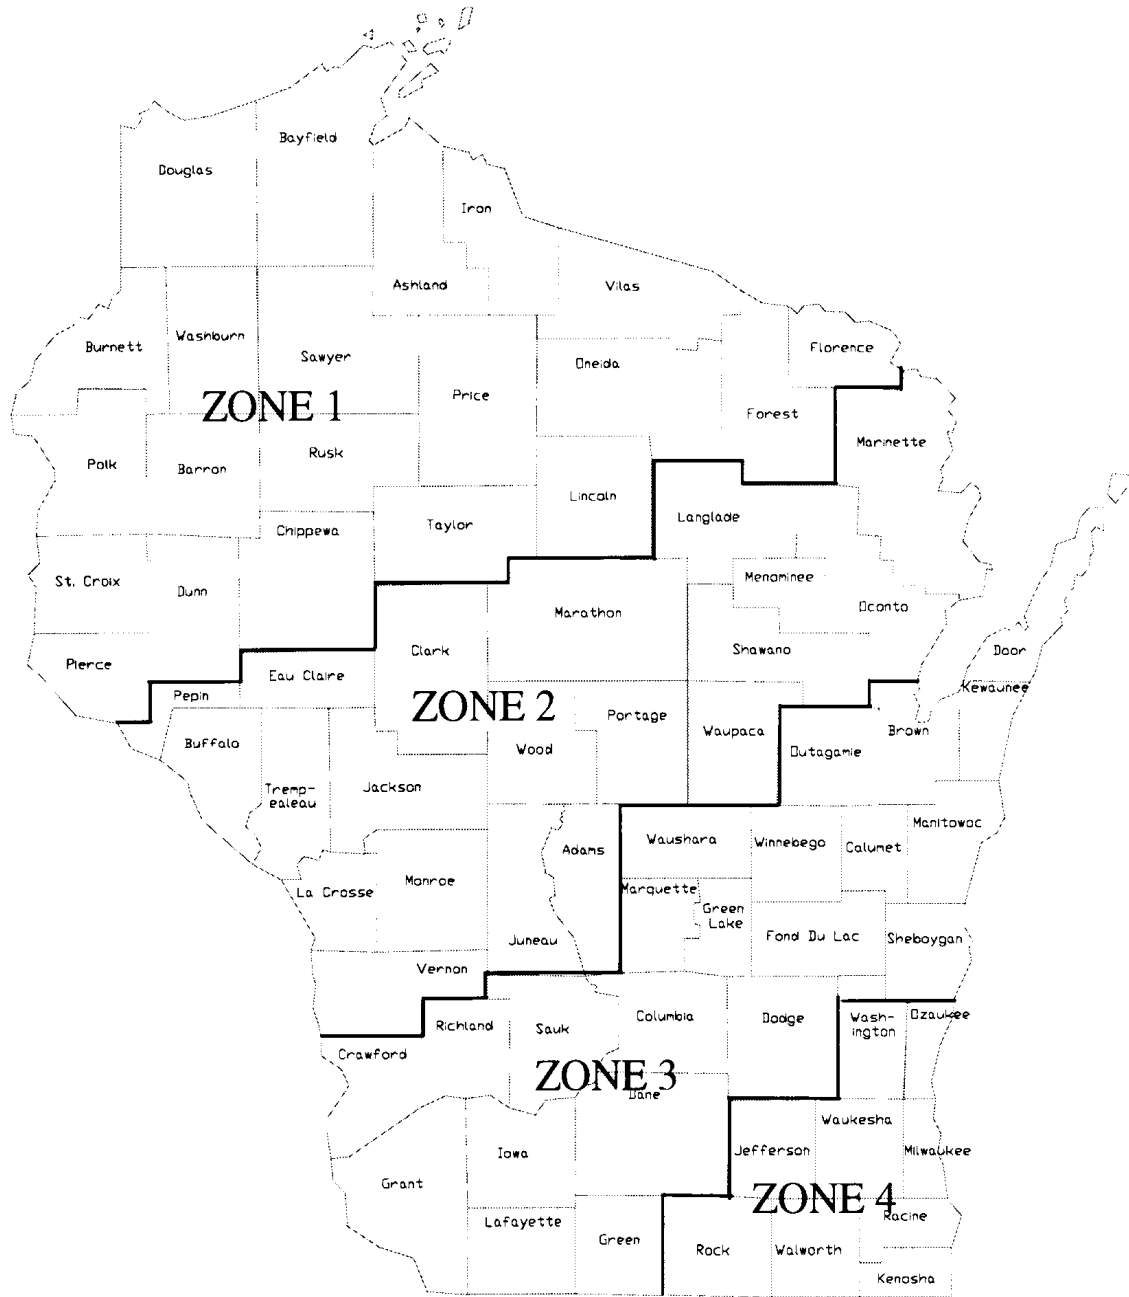 Bayfield
Douglas
Iron
Ashland
Vilas
Washburn
Burnett
Sawyer
Florence
Oneida
Price
ZONE 1
Forest
Marinette
Rusk
Polk
Barron
Lincoln
Langlade
Taylor
Chippewa
St. Croix
Dunn
Menominee
Marathon
Oconto
Clark
Shawano
Door
Pierce
Eau Claire
Kewaunee
Pepin
ZONE 2
Portage
Waupaca
Brown
Buffalo
Wood
Outagamie
Jackson
Tremp-
ealeau
Manitowoc
Waushara
Winnebego
Calumet
Adams
Monroe
La Crosse
Marquette
Green
Lake
Fond Du Lac
Sheboygan
Juneau
Vernon
Columbia
Dodge
Wash-
ington
Ozaukee
Richland
Sauk
Crawford
ZONE 3
Dane
Waukesha
Iowa
Jefferson
Milwaukee
Grant
ZONE 4
Lafayette
Racine
Green
Rock
Walworth
Kenosha